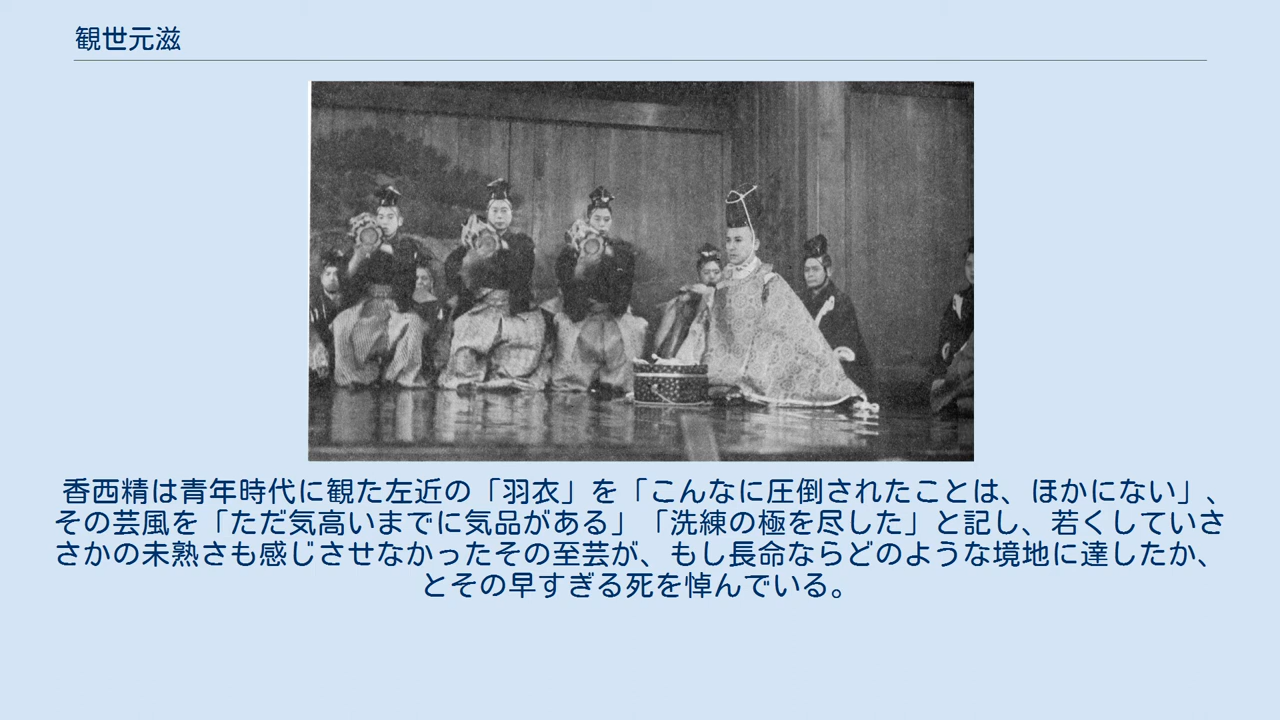 観世元滋
香西精は青年時代に観た左近の「羽衣」を「こんなに圧倒されたことは、ほかにない」、
その芸風を「ただ気高いまでに気品がある」「洗練の極を尽した」と記し、若くしていさ
さかの未熟さも感じさせなかったその至芸が、もし長命ならどのような境地に達したか、
とその早すぎる死を悼んでいる。